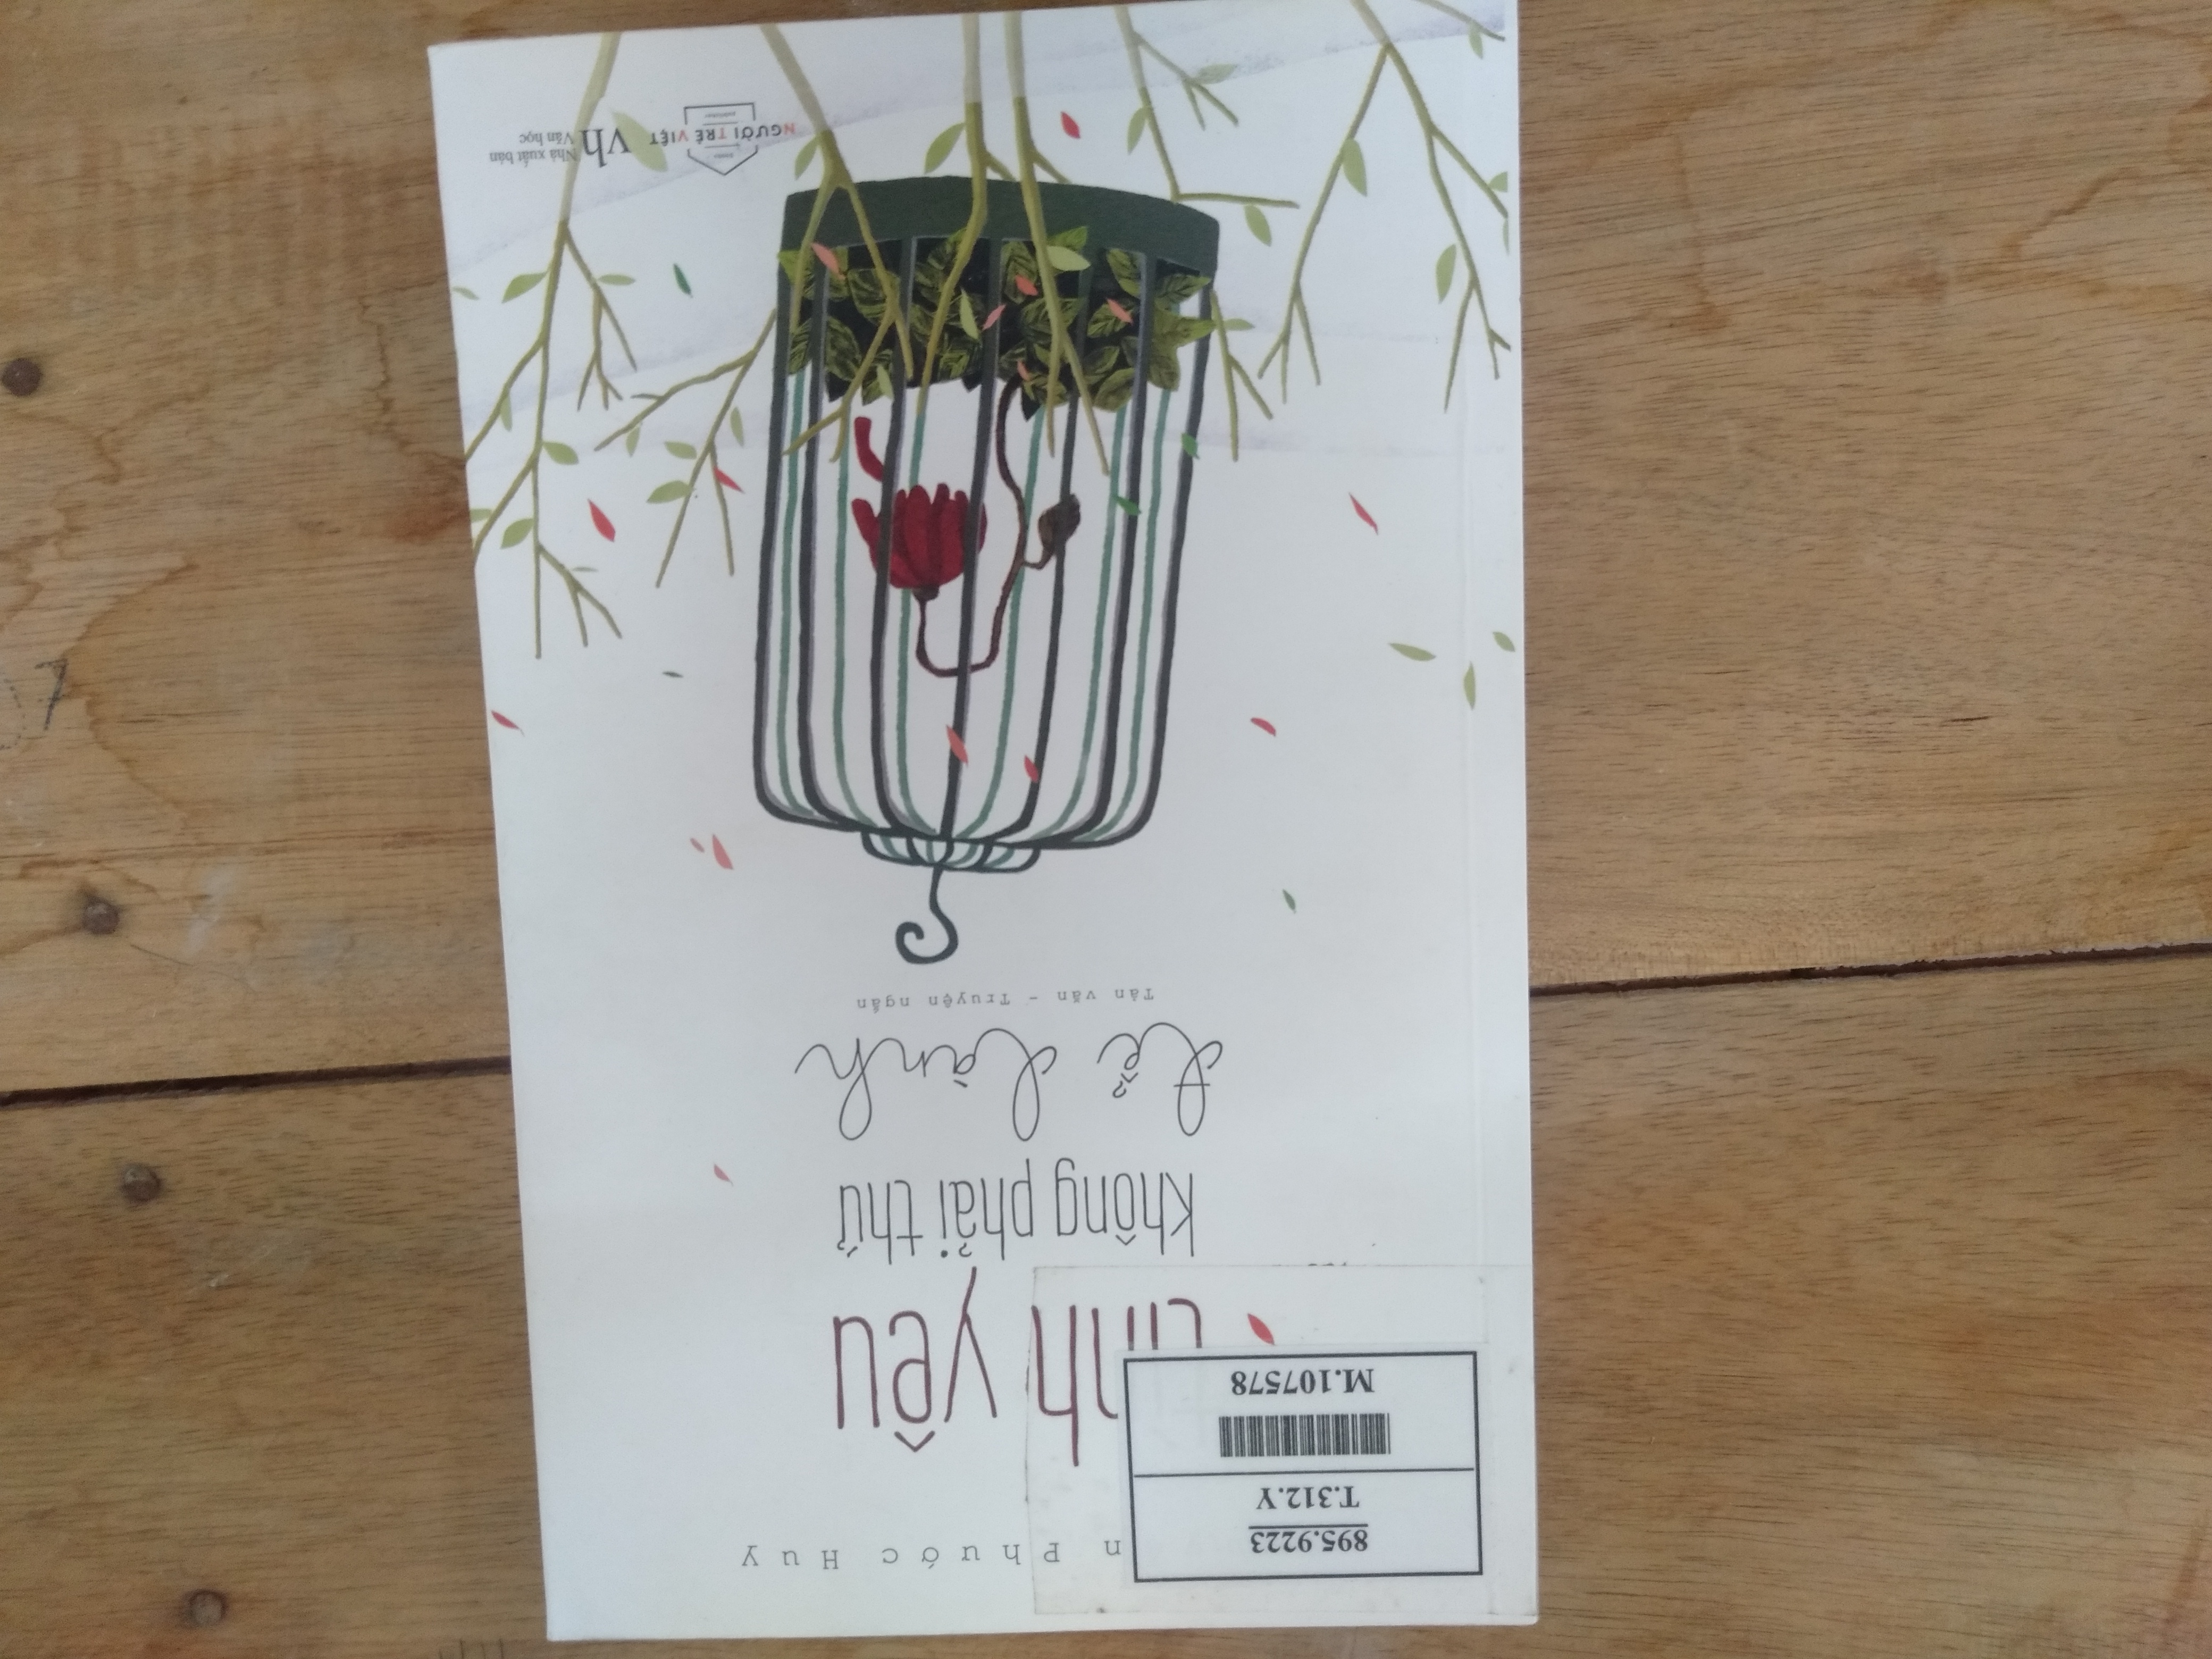 895.9223
T.312.Y
M.107578
Phước Huy
tình yêu
không phải thứ
để dành
Tản văn - Truyện ngắn
NGƯỜI TRẺ VIỆT
vh Nhà xuất bản
Văn học